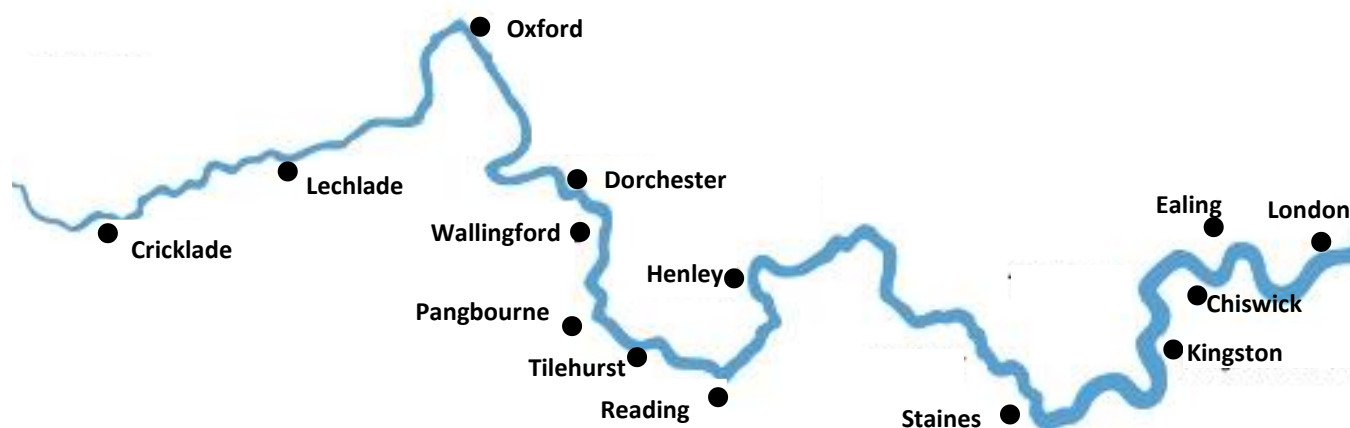 Oxford
Lechlade
Dorchester
Cricklade
Wallingford
Ealing
London
Henley
Pangbourne
Chiswick
Tilehurst
Kingston
Reading
Staines